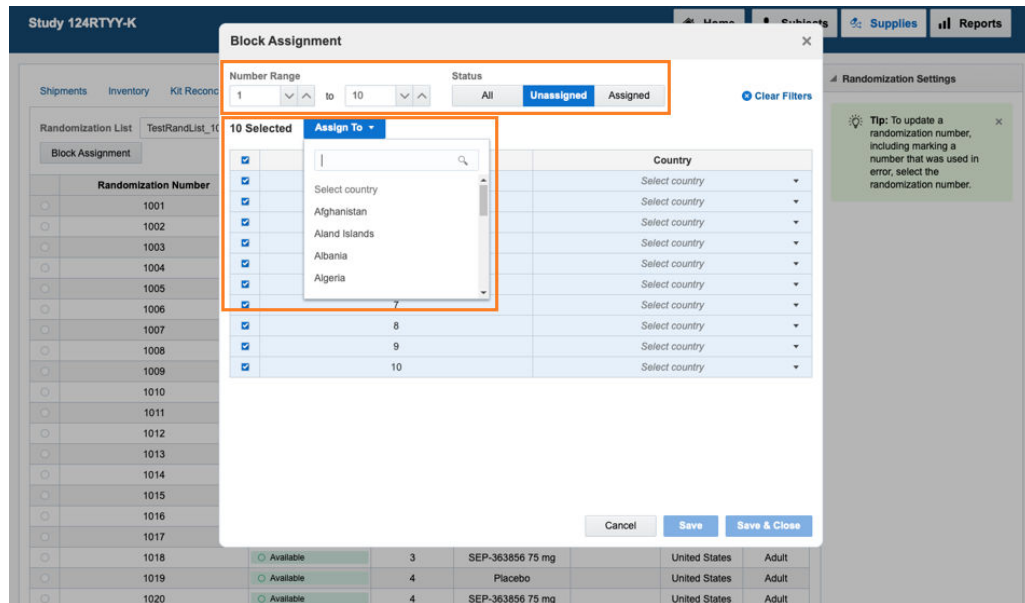 Study 124RTYY-K
Home
Subjects
Supplies
Reports
Block Assignment
Number Range
Status
1
to
10
All
Unassigned
Assigned
Clear Filters
10 Selected
Assign To
Select country
Afghanistan
Aland Islands
Albania
Algeria
Country
Select country
Select country
Select country
Select country
Select country
Select country
7 Select country
8 Select country
9 Select country
10 Select country
Cancel
Save
Save & Close
Shipments
Inventory
Kit Reconc
Randomization List
TestRandList_10
Block Assignment
Randomization Number
1001
1002
1003
1004
1005
1006
1007
1008
1009
1010
1011
1012
1013
1014
1015
1016
1017
1018 Available 3 SEP-363856 75 mg United States Adult
1019 Available 4 Placebo United States Adult
1020 Available 4 SEP-363856 75 mg United States Adult
Randomization Settings
Tip: To update a
randomization number,
including marking a
number that was used in
error, select the
randomization number.